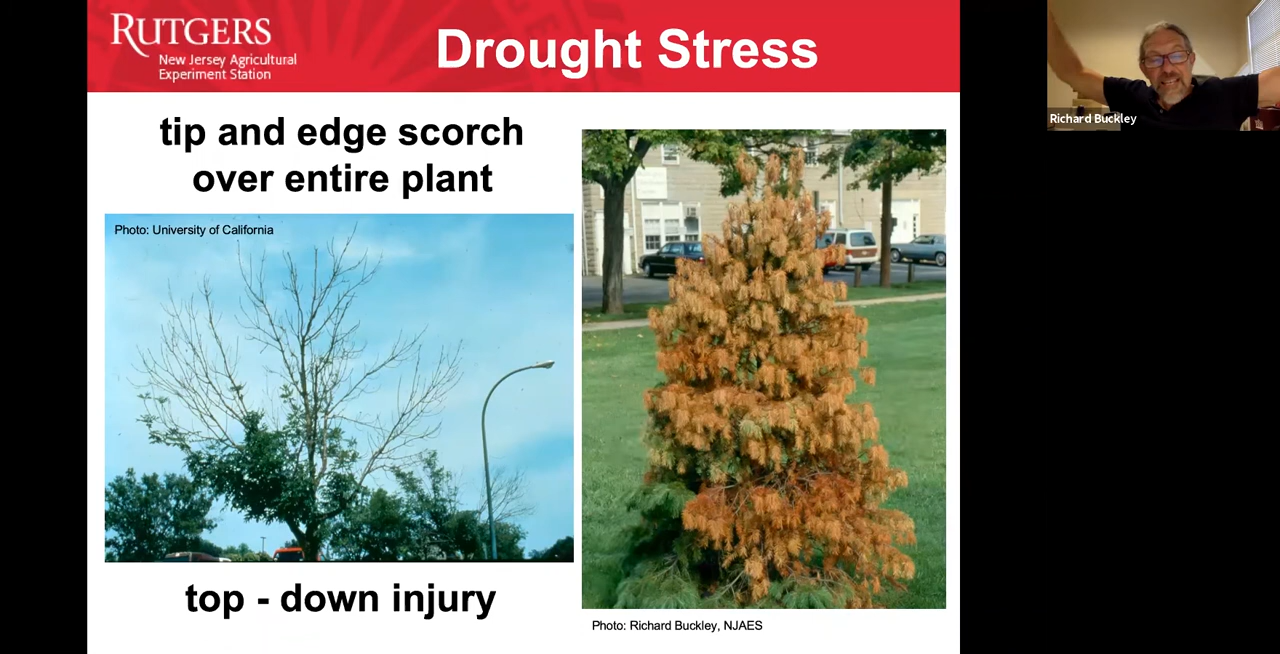 RUTGERS
New Jersey Agricultural
Experiment Station
Drought Stress
tip and edge scorch
over entire plant
Photo: University of California
top - down injury
Photo: Richard Buckley, NJAES
Richard Buckley